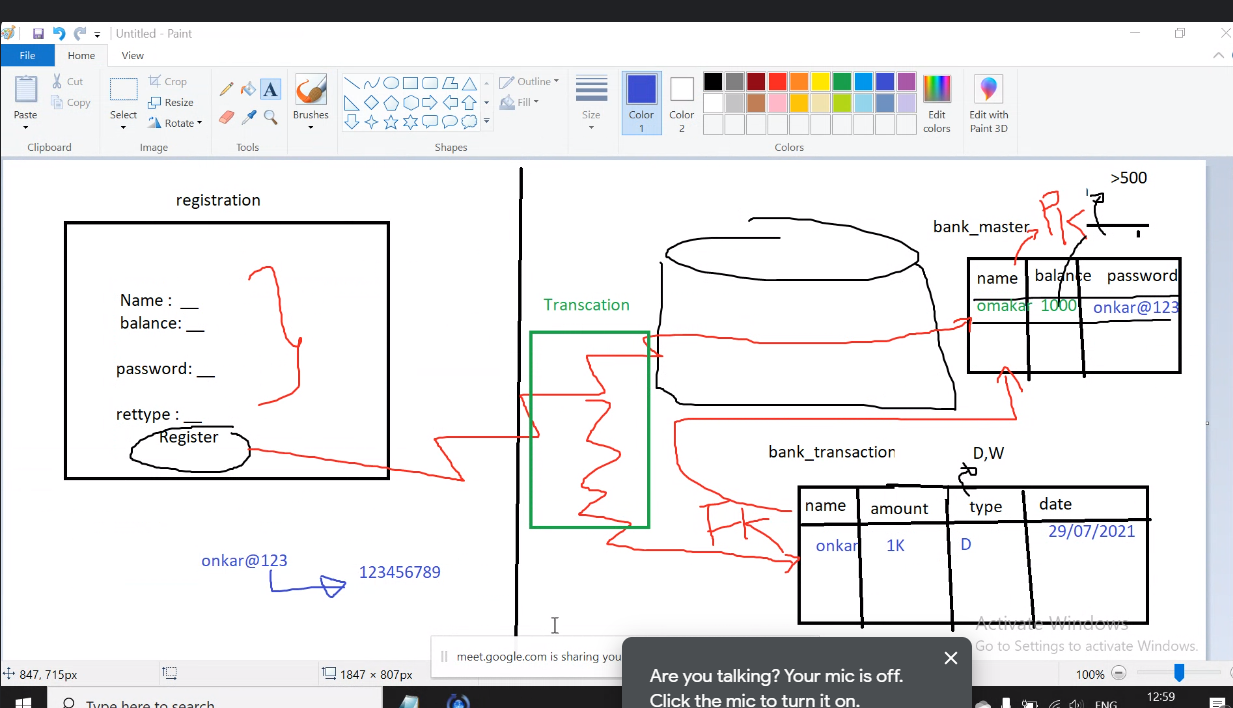 Untitled - Paint
File
Home
View
Paste
Cut
Copy
Clipboard
Select
Crop
Resize
Rotate
Image
A
Tools
Brushes
Shapes
Outline
Fill
Size
Color
1
Color
2
Colors
Edit
colors
Edit with
Paint 3D
registration
Name : __
balance: __
password: __
rettype : __
Register
onkar@123
123456789
Transcation
>500
bank_master
PK
name
balance
password
omakar
1000
onkar@123
bank_transaction
D,W
FK
name
amount
type
date
onkar
1K
D
29/07/2021
Activate Windows
Go to Settings to activate Windows.
meet.google.com is sharing you
Are you talking? Your mic is off.
Click the mic to turn it on.
847, 715px
1847 × 807px
100%
Type here to search
ENG
12:59